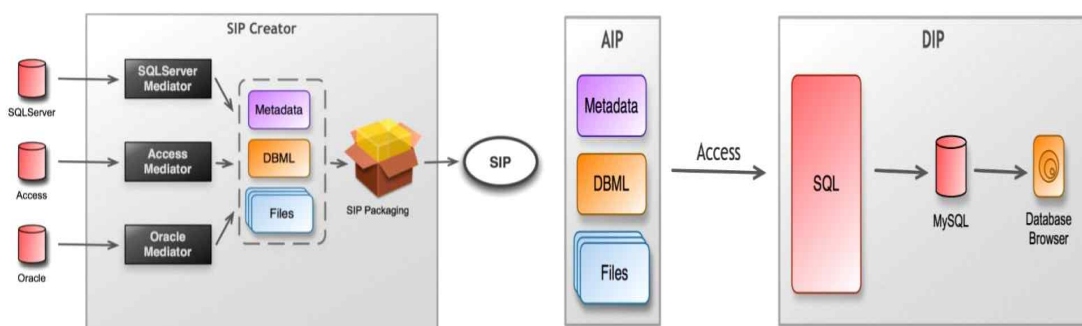 SIP Creator
SQLServer
SQLServer
Mediator
Access
Access
Mediator
Oracle
Oracle
Mediator
Metadata
DBML
Files
SIP Packaging
SIP
AIP
Metadata
DBML
Files
Access
DIP
SQL
MySQL
Database
Browser